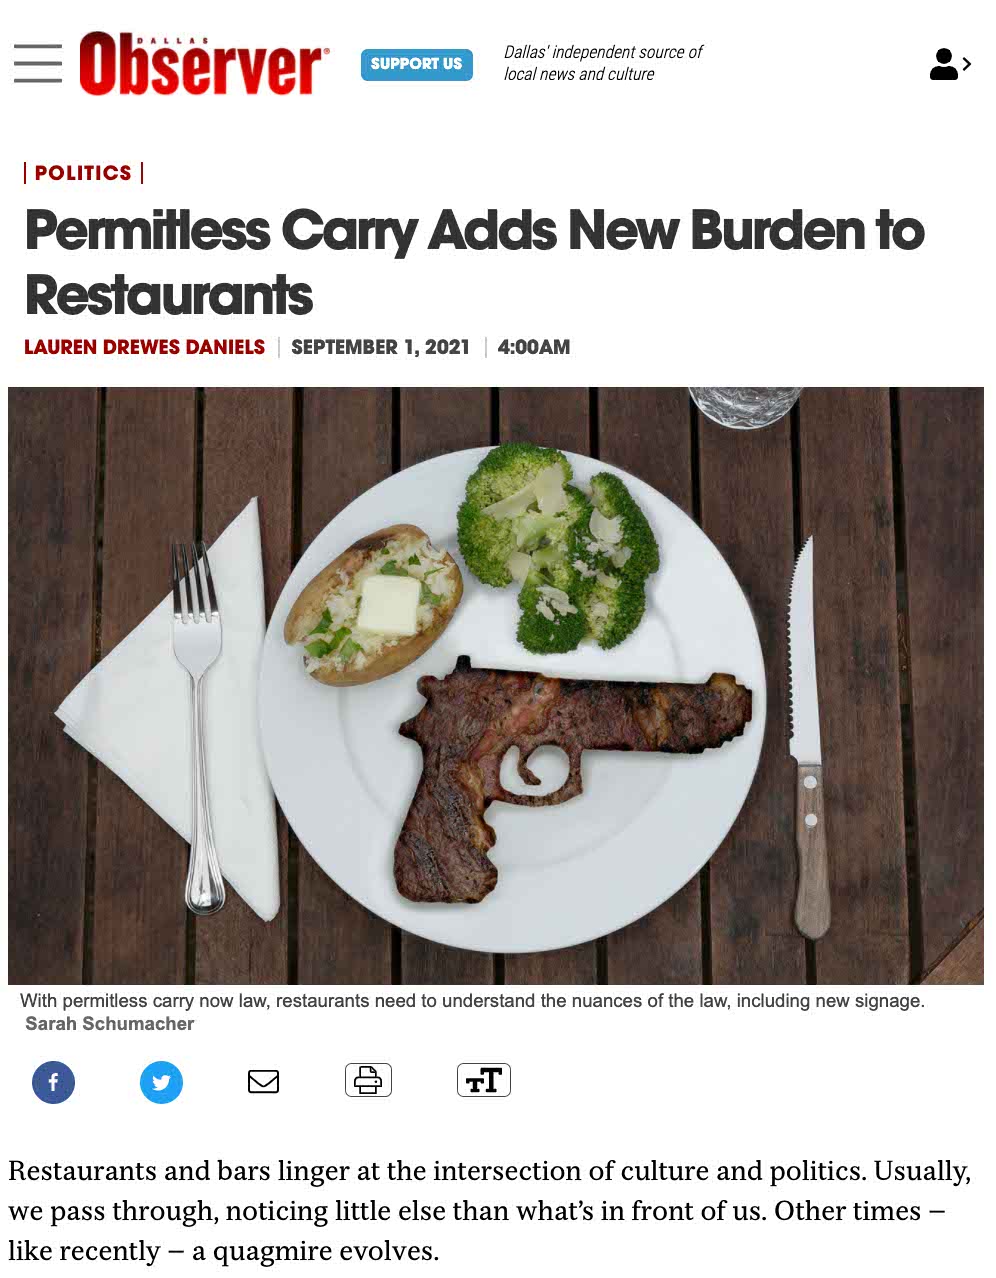 DALLAS
Observer
SUPPORT US
Dallas' independent source of
local news and culture
| POLITICS |
Permitless Carry Adds New Burden to
Restaurants
LAUREN DREWES DANIELS | SEPTEMBER 1, 2021 | 4:00AM
With permitless carry now law, restaurants need to understand the nuances of the law, including new signage.
Sarah Schumacher
f
TT
Restaurants and bars linger at the intersection of culture and politics. Usually,
we pass through, noticing little else than what’s in front of us. Other times –
like recently – a quagmire evolves.